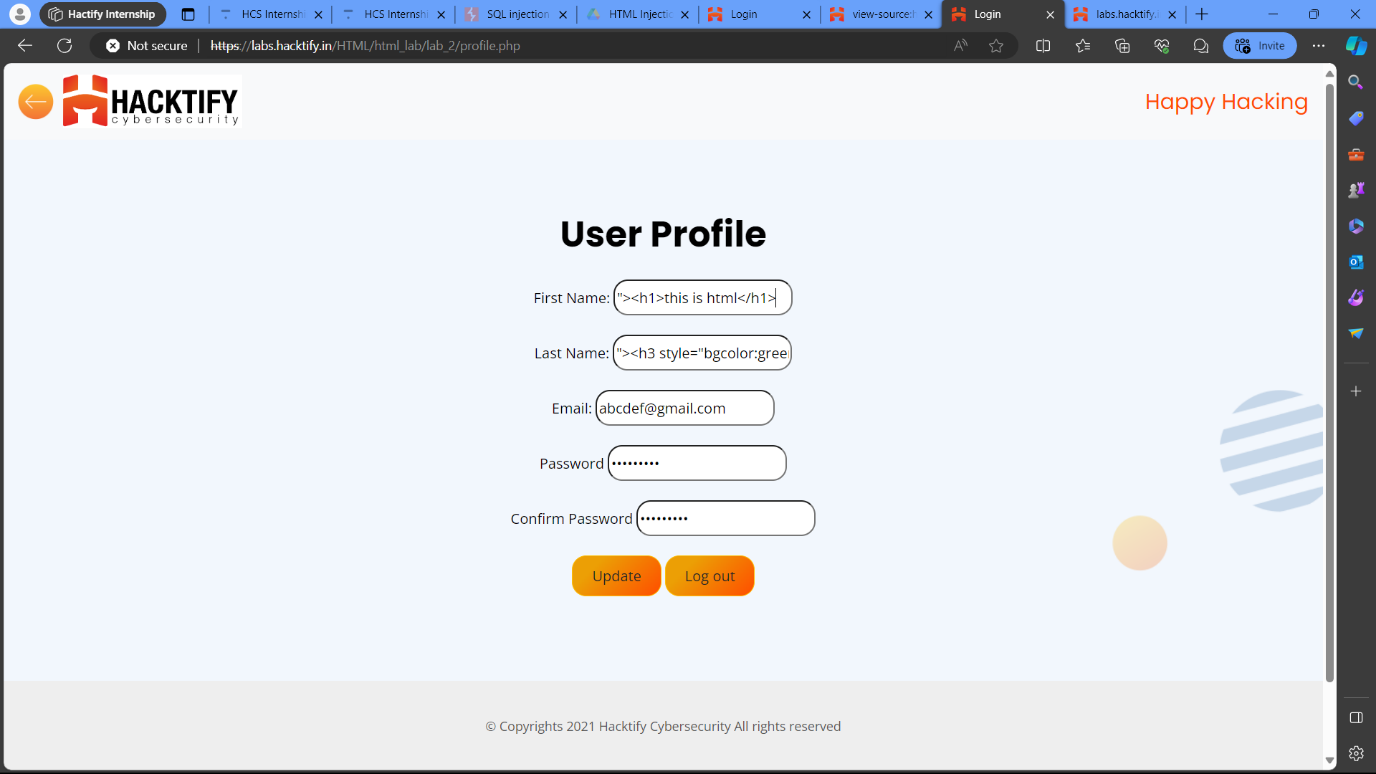 Hactify Internship
HCS Internshi
HCS Internshi
SQL injection
HTML Injectio
Login
view-source:l
Login
labs.hacktify.i
Not secure
https://labs.hacktify.in/HTML/html_lab/lab_2/profile.php
Invite
HACKTIFY
cybersecurity
Happy Hacking
User Profile
First Name: "><h1>this is html</h1>
Last Name: "><h3 style="bgcolor:gree
Email: abcdef@gmail.com
Password •••••••••
Confirm Password •••••••••
Update Log out
© Copyrights 2021 Hacktify Cybersecurity All rights reserved